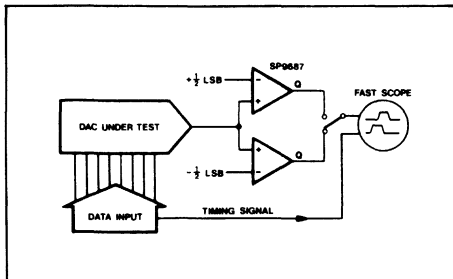 SP9687
+½ LSB
−
+
Q
FAST SCOPE
DAC UNDER TEST
+
−
Q
−½ LSB
DATA INPUT
TIMING SIGNAL